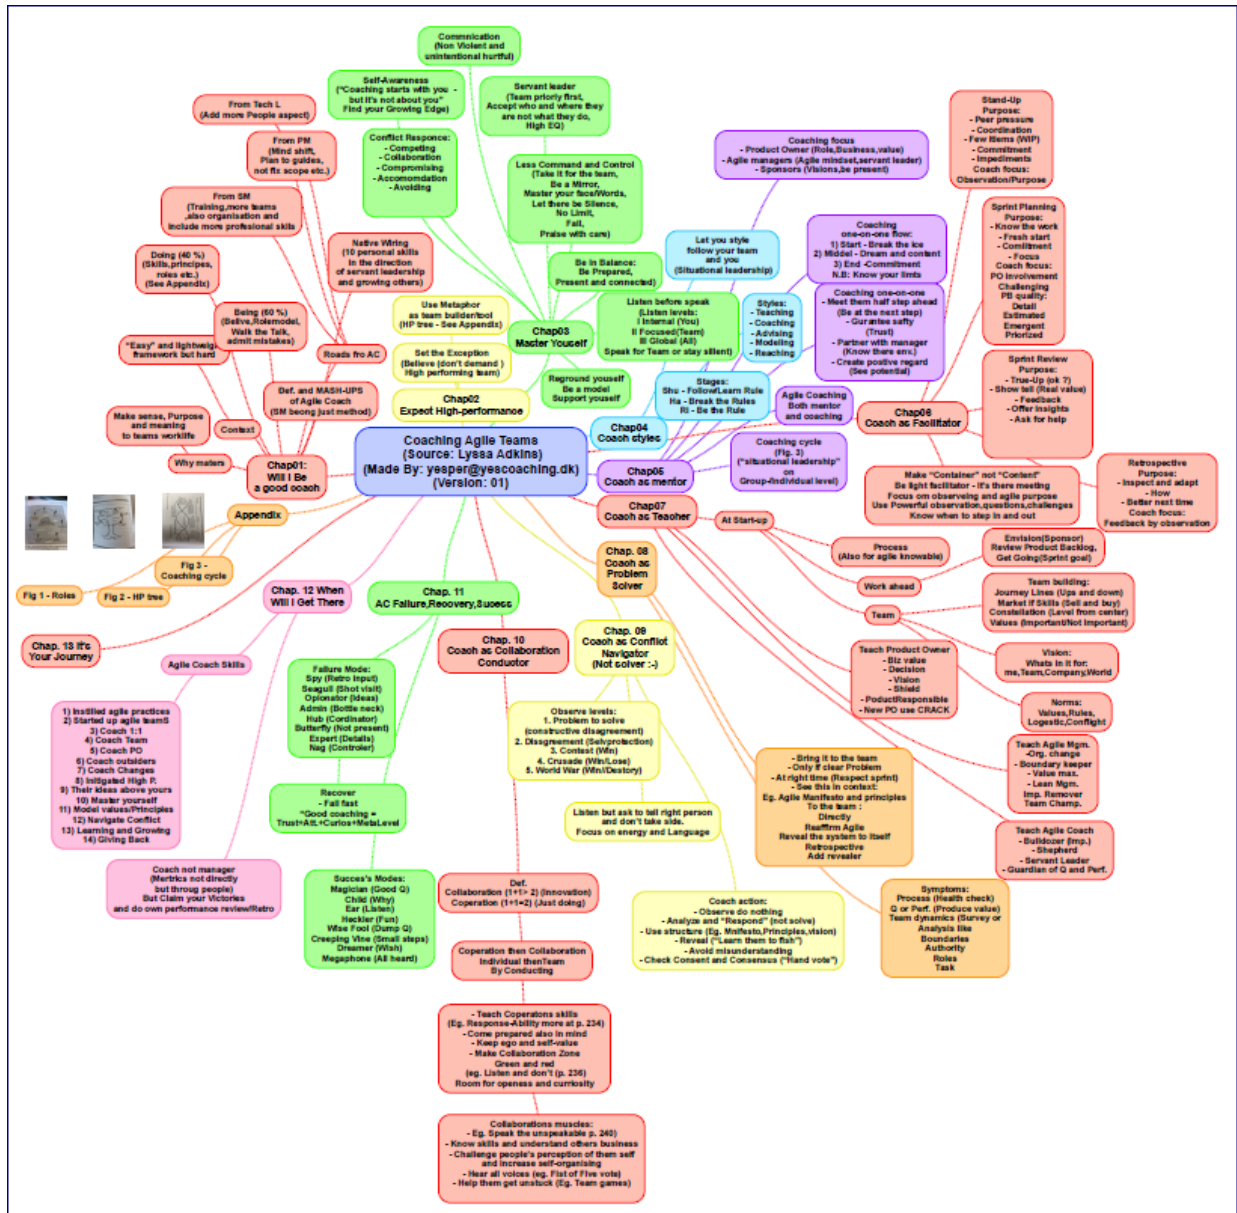 Coaching Agile Teams
(Source: Lyssa Adkins)
(Made By: yesper@yescoaching.dk)
(Version: 01)
Chap01:
Will I Be
a good coach
Why maters
Make sense, Purpose
and meaning
to teams worklife
Context
"Easy" and lightweigh
framework but hard
Being (60 %)
(Belive,Rolemodel,
Walk the Talk,
admit mistakes)
Doing (40 %)
(Skills,principes,
roles etc.)
(See Appendix)
Def. and MASH-UPS
of Agile Coach
(SM beong just method)
Roads fro AC
Native Wiring
(10 personal skills
in the direction
of servant leadership
and growing others)
From SM
(Training,more teams
,also organisation and
include more profesional skils
From PM
(Mind shift,
Plan to guides,
not fix scope etc.)
From Tech L
(Add more People aspect)
Chap02
Expect High-performance
Set the Exception
(Believe (don't demand )
High performing team)
Use Metaphor
as team builder/tool
(HP tree - See Appendix)
Chap03
Master Youself
Commnication
(Non Violent and
unintentional hurtful)
Self-Awareness
("Coaching starts with you -
but it's not about you"
Find your Growing Edge)
Conflict Responce:
- Competing
- Collaboration
- Compromising
- Accomomdation
- Avoiding
Servant leader
(Team priorly first,
Accept who and where they
are not what they do,
High EQ)
Less Command and Control
(Take it for the team,
Be a Mirror,
Master your face/Words,
Let there be Silence,
No Limit,
Fail,
Praise with care)
Be in Balance:
Be Prepared,
Present and connected)
Listen before speak
(Listen levels:
I Internal (You)
II Focused(Team)
III Global (All)
Speak for Team or stay sillent)
Reground youself
Be a model
Support youself
Chap04
Coach styles
Let you style
follow your team
and you
(Situational leadership)
Styles:
- Teaching
- Coaching
- Advising
- Modeling
- Reaching
Stages:
Shu - Follow/Learn Rule
Ha - Break the Rules
RI - Be the Rule
Chap05
Coach as mentor
Coaching focus
- Product Owner (Role,Business,value)
- Agile managers (Agile mindset,servant leader)
- Sponsors (Visions,be present)
Coaching
one-on-one flow:
1) Start - Break the ice
2) Middel - Dream and content
3) End -Commitment
N.B: Know your limts
Coaching one-on-one
- Meet them half step ahead
(Be at the next step)
- Gurantee safty
(Trust)
- Partner with manager
(Know there env.)
- Create postive regard
(See potential)
Agile Coaching
Both mentor
and coaching
Coaching cycle
(Fig. 3)
("situational leadership"
on
Group-Individual level)
Chap06
Coach as Facilitator
Stand-Up
Purpose:
- Peer pressure
- Coordination
- Few Itiems (WIP)
- Commitment
- Impediments
Coach focus:
Observation/Purpose
Sprint Planning
Purpose:
- Know the work
- Fresh start
- Comiitment
- Focus
Coach focus:
PO Involvement
Challenging
PB quality:
Detail
Estimated
Emergent
Priorized
Sprint Review
Purpose:
- True-Up (ok ?)
- Show tell (Real value)
- Feedback
- Offer Insights
- Ask for help
Retrospective
Purpose:
- Inspect and adapt
- How
- Better next time
Coach focus:
Feedback by observation
Make "Container" not "Content"
Be light facilitator - it's there meeting
Focus om observeing and agile purpose
Use Powerful observation,questions,challenges
Know when to step in and out
Chap07
Coach as Teacher
At Start-up
Process
(Also for agile knowable)
Work ahead
Envision(Sponsor)
Review Product Backlog,
Get Going(Sprint goal)
Team
Team building:
Journey Lines (Ups and down)
Market if Skills (Sell and buy)
Constellation (Level from center)
Values (Important/Not Important)
Vision:
Whats in it for:
me,Team,Company,World
Norms:
Values,Rules,
Logestic,Conflight
Teach Product Owner
- Biz value
- Decision
- Vision
- Shield
- PoductResponsible
- New PO use CRACK
Teach Agile Mgm.
-Org. change
- Boundary keeper
- Value max.
- Lean Mgm.
Imp. Remover
Team Champ.
Teach Agile Coach
- Bulldozer (Imp.)
- Shepherd
- Servant Leader
- Guardian of Q and Perf.
Chap. 08
Coach as
Problem
Solver
- Bring it to the team
- Only if clear Problem
- At right time (Respect sprint)
- See this in context:
Eg. Agile Manifesto and principles
To the team :
Directly
Reaffirm Agile
Reveal the system to itself
Retrospective
Add revealer
Symptoms:
Process (Health check)
Q or Perf. (Produce value)
Team dynamics (Survey or
Analysis like
Boundaries
Authority
Roles
Task
Chap. 09
Coach as Conflict
Navigator
(Not solver :-)
Observe levels:
1. Problem to solve
(constructive disagreement)
2. Disgreement (Selvprotection)
3. Contest (Win)
4. Crusade (Win/Lose)
5. World War (Win//Destory)
Listen but ask to tell right person
and don't take side.
Focus on energy and Language
Coach action:
- Observe do nothing
- Analyze and "Respond" (not solve)
- Use structure (Eg. Mnifesto,Principles,vision)
- Reveal ("Learn them to fish")
- Avoid misunderstanding
- Check Consent and Consensus ("Hand vote")
Chap. 10
Coach as Collaboration
Conduotor
Def.
Collaboration (1+1> 2) (Innovation)
Coperation (1+1=2) (Just doing)
Coperation then Collaboration
Individual thenTeam
By Conducting
- Teach Coperatons skills
(Eg. Response-Ability more at p. 234)
- Come prepared also in mind
- Keep ego and self-value
- Make Collaboration Zone
Green and red
(eg. Listen and don't (p. 236)
Room for openess and curriosity
Collaborations muscles:
- Eg. Speak the unspeakable p. 240)
- Know skills and understand others business
- Challenge people's perception of them self
and increase self-organising
- Hear all voices (eg. Fist of Five vote)
- Help them get unstuck (Eg. Team games)
Chap. 11
AC Failure,Recovery,Sucess
Failure Mode:
Spy (Retro input)
Seagull (Shot visit)
Opionator (Ideas)
Admin (Bottle neck)
Hub (Cordinator)
Butterfly (Not present)
Expert (Details)
Nag (Controler)
Recover
- Fall fast
"Good coaching =
Trust+AttL+Curios+MetaLevel
Succes's Modes:
Magician (Good Q)
Child (Why)
Ear (Listen)
Heckler (Fun)
Wise Fool (Dump Q)
Creeping Vine (Small steps)
Dreamer (Wish)
Megaphone (All heard)
Chap. 12 When
Will I Get There
Agile Coach Skills
1) Instilled agile practices
2) Started up agile teamS
3) Coach 1:1
4) Coach Team
5) Coach PO
6) Coach outsiders
7) Coach Changes
8) Initigated High P.
9) Their ideas above yours
10) Master yourself
11) Model values/Principles
12) Navigate Conflict
13) Learning and Growing
14) Giving Back
Coach not manager
(Mertrics not directly
but throug people)
But Claim your Victories
and do own performance review/Retro
Chap. 13 It's
Your Journey
Appendix
Fig 1 - Roles
Fig 2 - HP tree
Fig 3 -
Coaching cycle